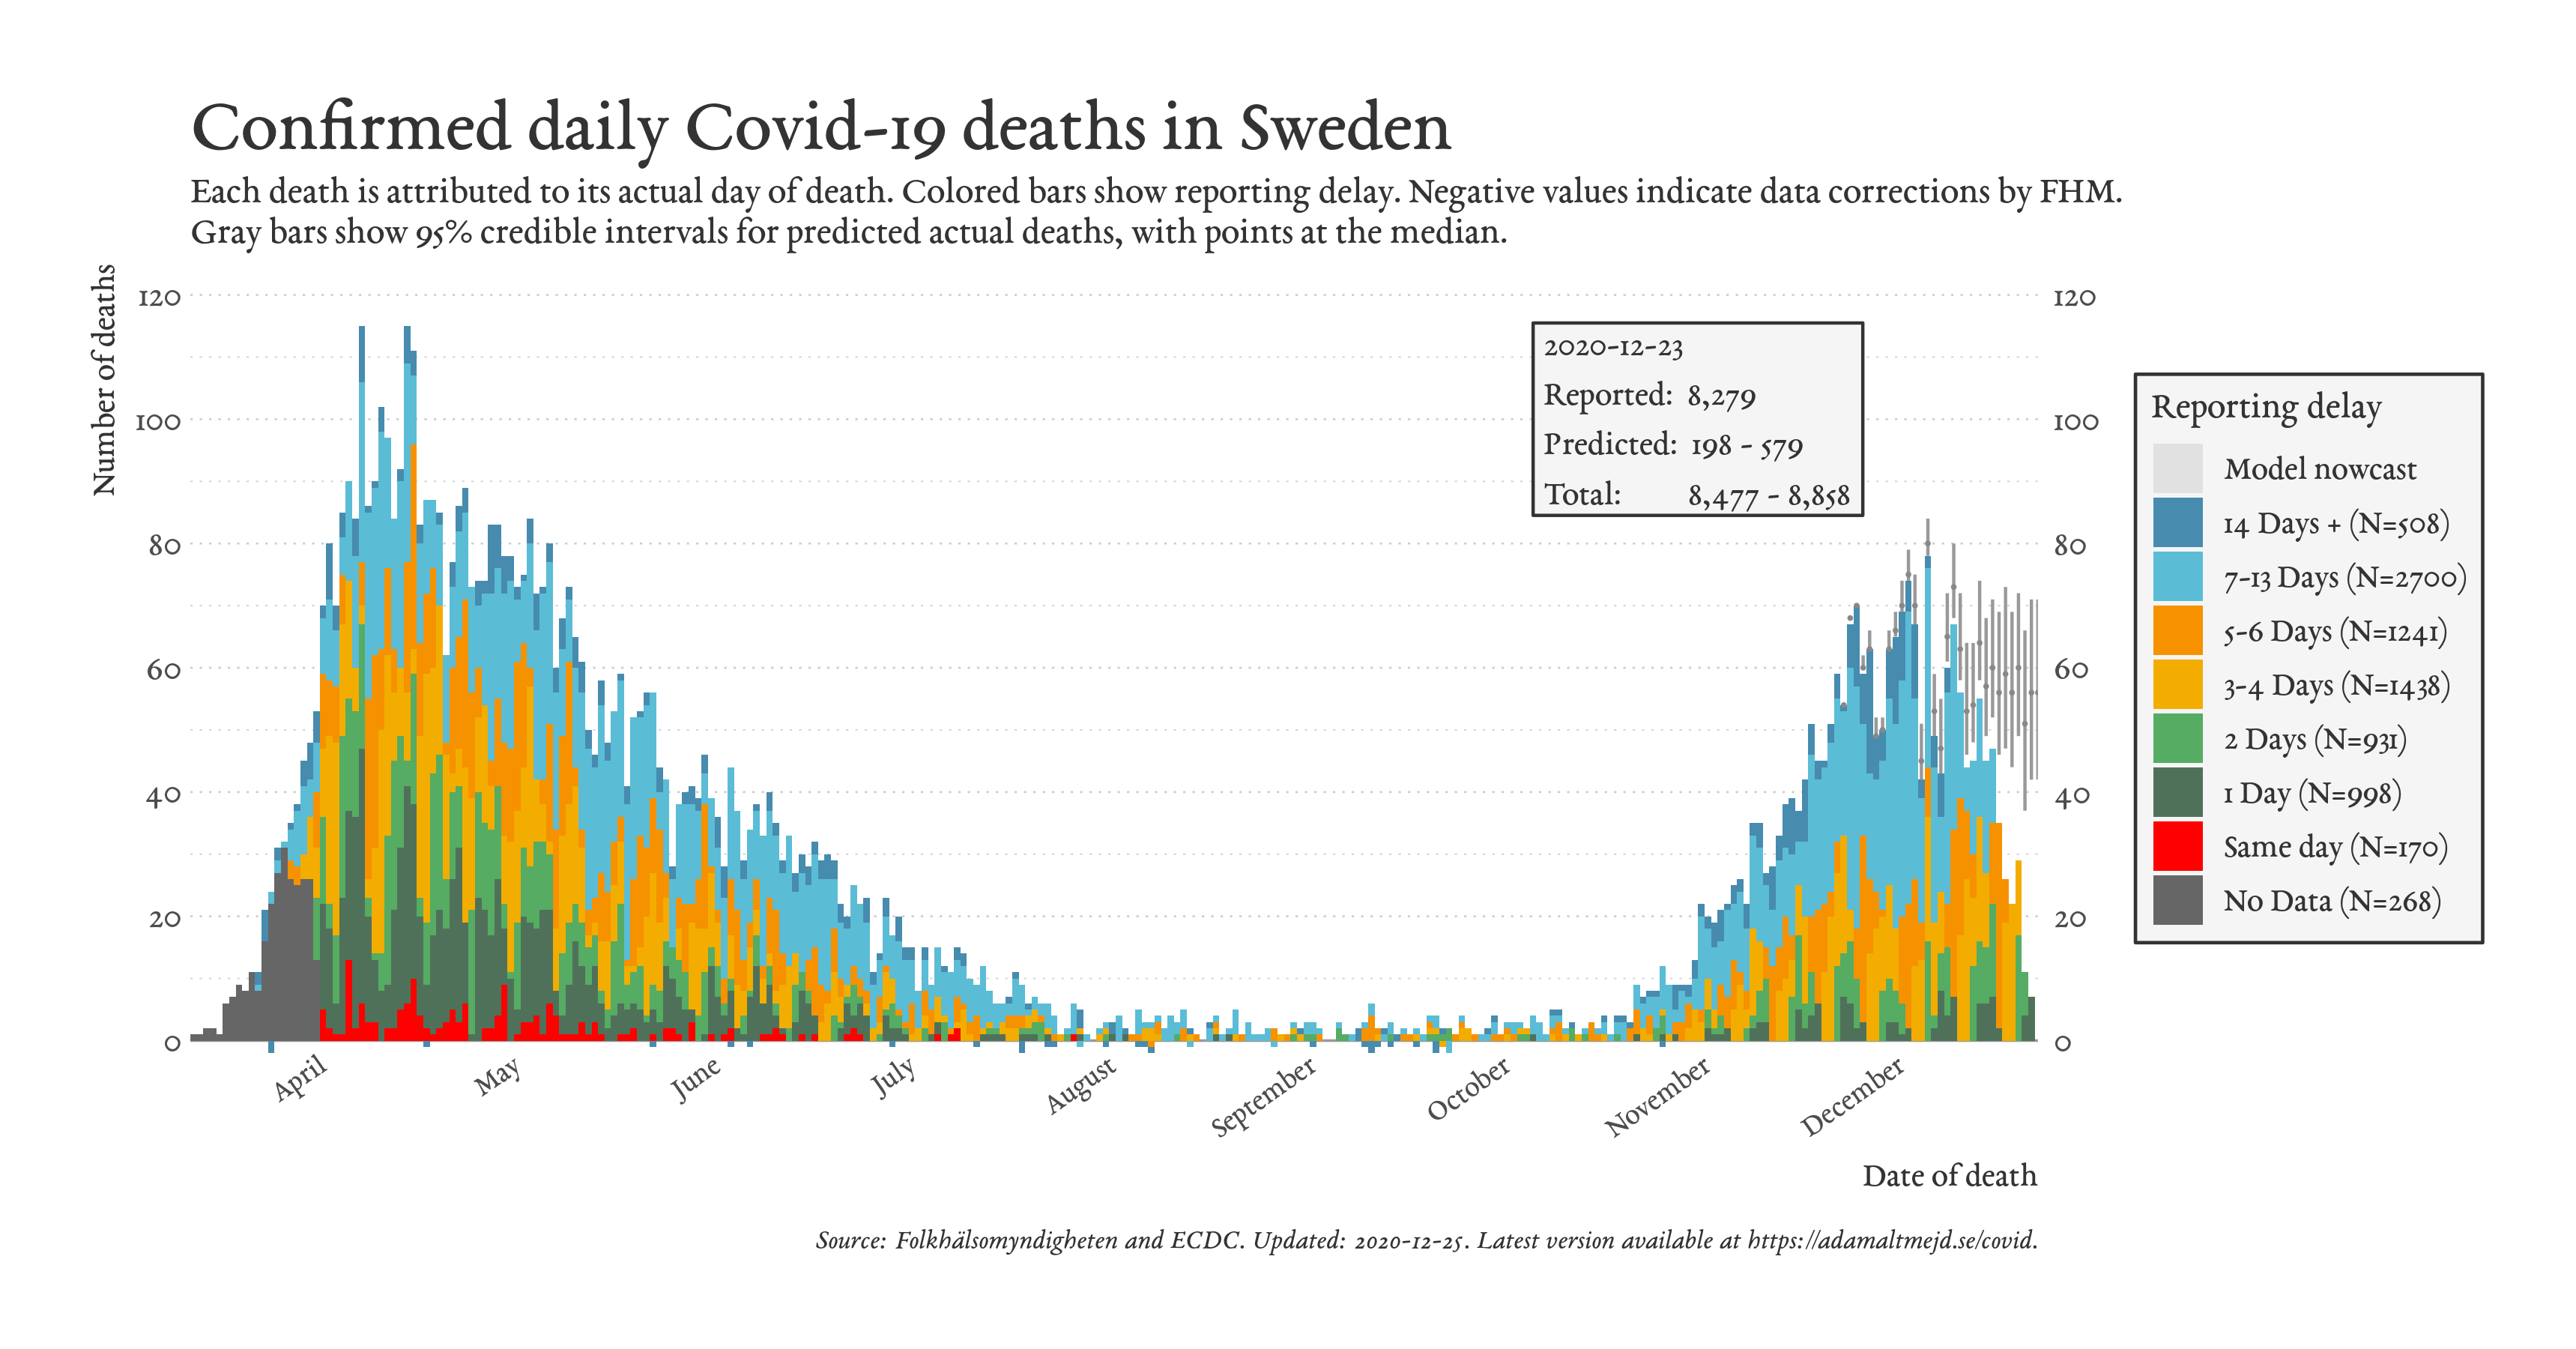 Confirmed daily Covid-19 deaths in Sweden
Each death is attributed to its actual day of death. Colored bars show reporting delay. Negative values indicate data corrections by FHM.
Gray bars show 95% credible intervals for predicted actual deaths, with points at the median.
Number of deaths
120
100
80
60
40
20
0
120
100
80
60
40
20
0
2020-12-23
Reported: 8,279
Predicted: 198 - 579
Total: 8,477 - 8,858
Reporting delay
Model nowcast
14 Days + (N=508)
7-13 Days (N=2700)
5-6 Days (N=1241)
3-4 Days (N=1438)
2 Days (N=931)
1 Day (N=998)
Same day (N=170)
No Data (N=268)
April
May
June
July
August
September
October
November
December
Date of death
Source: Folkhälsomyndigheten and ECDC. Updated: 2020-12-25. Latest version available at https://adamaltmejd.se/covid.